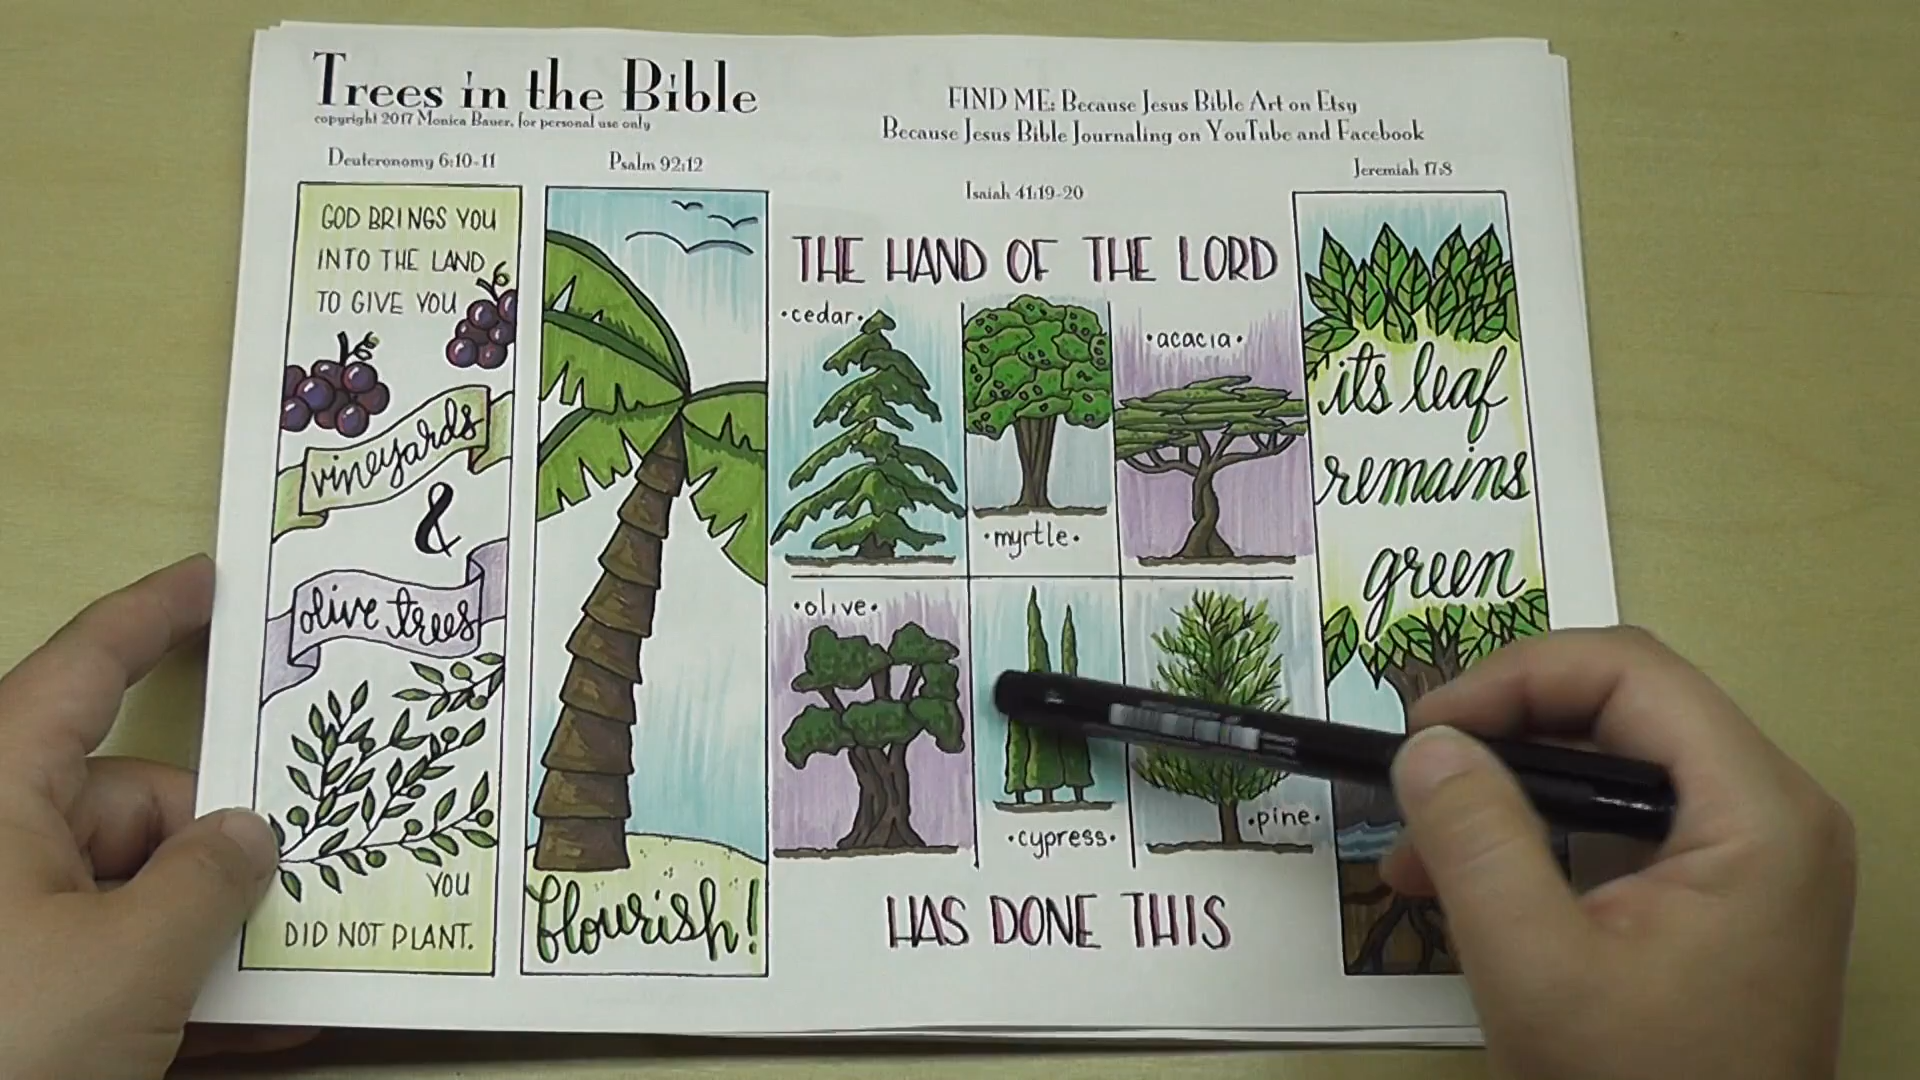 Trees in the Bible
copyright 2017 Monica Bauer, for personal use only
FIND ME: Because Jesus Bible Art on Etsy
Because Jesus Bible Journaling on YouTube and Facebook
Deuteronomy 6:10-11
GOD BRINGS YOU
INTO THE LAND
TO GIVE YOU
vineyards
&
olive trees
YOU
DID NOT PLANT.
Psalm 92:12
flourish!
Isaiah 41:19-20
THE HAND OF THE LORD
•cedar•
•myrtle•
•acacia•
•olive•
•cypress•
•pine•
HAS DONE THIS
Jeremiah 17:8
its leaf
remains
green